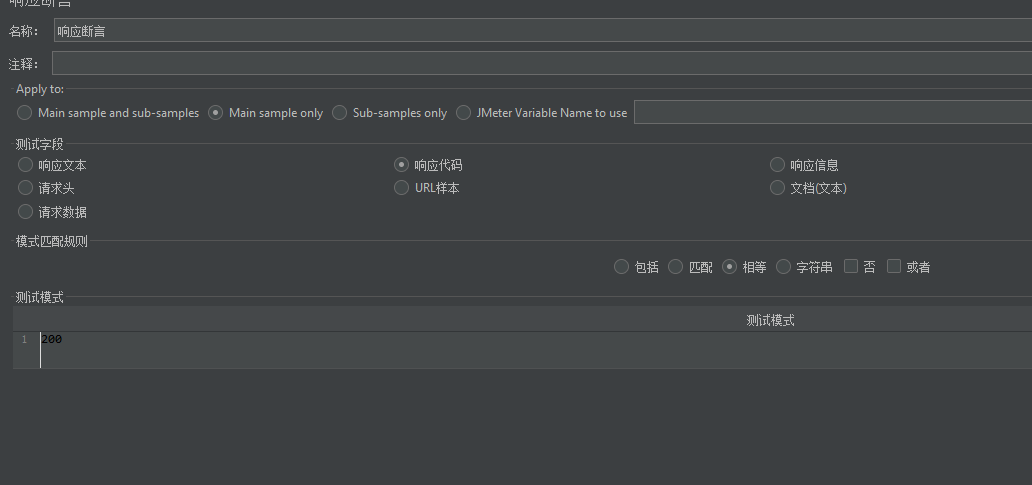 响应断言
名称： 响应断言
注释：
Apply to:
Main sample and sub-samples Main sample only Sub-samples only JMeter Variable Name to use
测试字段
响应文本 响应代码 响应信息
请求头 URL样本 文档(文本)
请求数据
模式匹配规则
包括 匹配 相等 字符串 否 或者
测试模式
测试模式
1 200